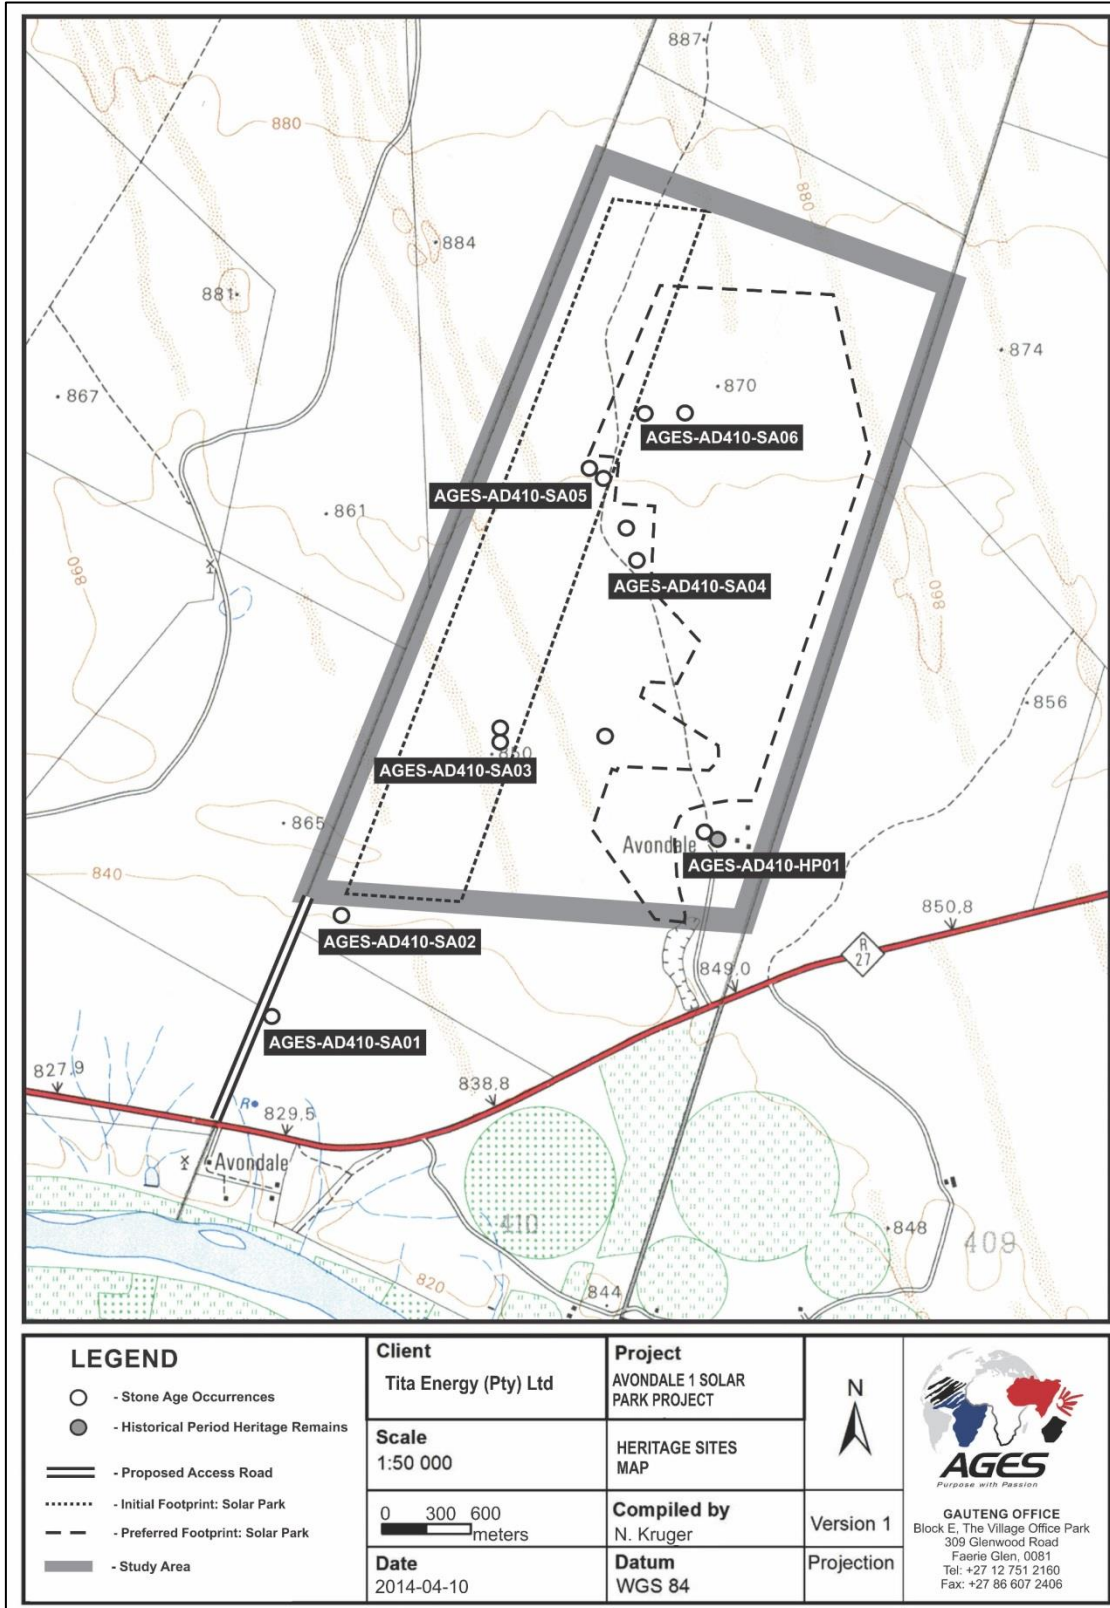 887
880
880
884
881
874
867
870
AGES-AD410-SA06
AGES-AD410-SA05
861
AGES-AD410-SA04
860
860
856
850
AGES-AD410-SA03
865
Avondale
AGES-AD410-HP01
840
850,8
AGES-AD410-SA02
R
27
849,0
AGES-AD410-SA01
827,9
838,8
R
829,5
Avondale
410
848
409
820
844
LEGEND
- Stone Age Occurrences
- Historical Period Heritage Remains
- Proposed Access Road
- Initial Footprint: Solar Park
- Preferred Footprint: Solar Park
- Study Area
Client
Tita Energy (Pty) Ltd
Scale
1:50 000
0 300 600
meters
Date
2014-04-10
Project
AVONDALE 1 SOLAR
PARK PROJECT
HERITAGE SITES
MAP
Compiled by
N. Kruger
Datum
WGS 84
N
Version 1
Projection
AGES
Purpose with Passion
GAUTENG OFFICE
Block E, The Village Office Park
309 Glenwood Road
Faerie Glen, 0081
Tel: +27 12 751 2160
Fax: +27 86 607 2406